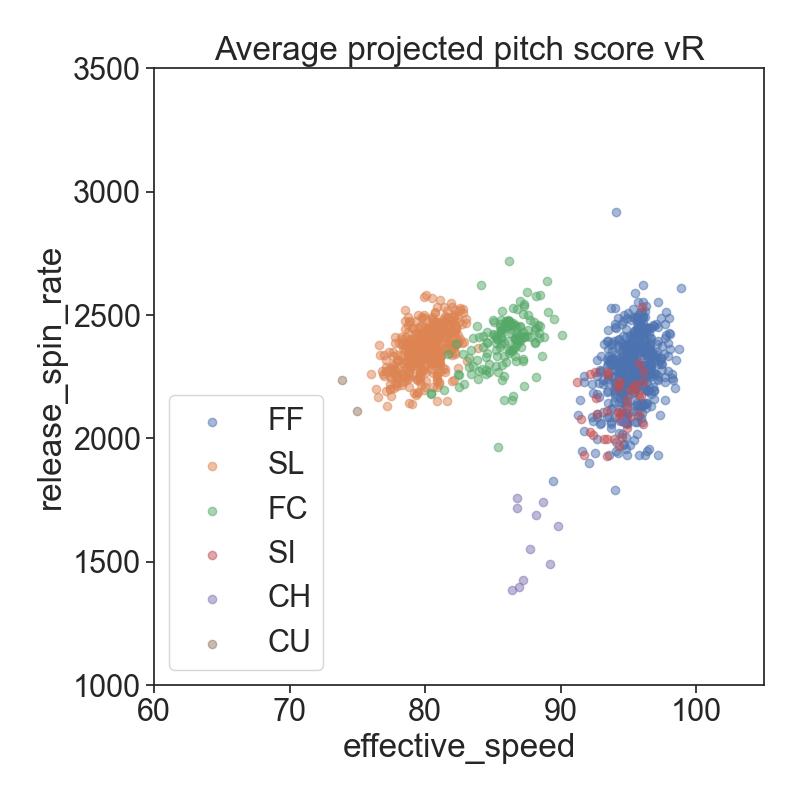 Average projected pitch score vR
3500
3000
2500
2000
1500
1000
release_spin_rate
FF
SL
FC
SI
CH
CU
60 70 80 90 100
effective_speed